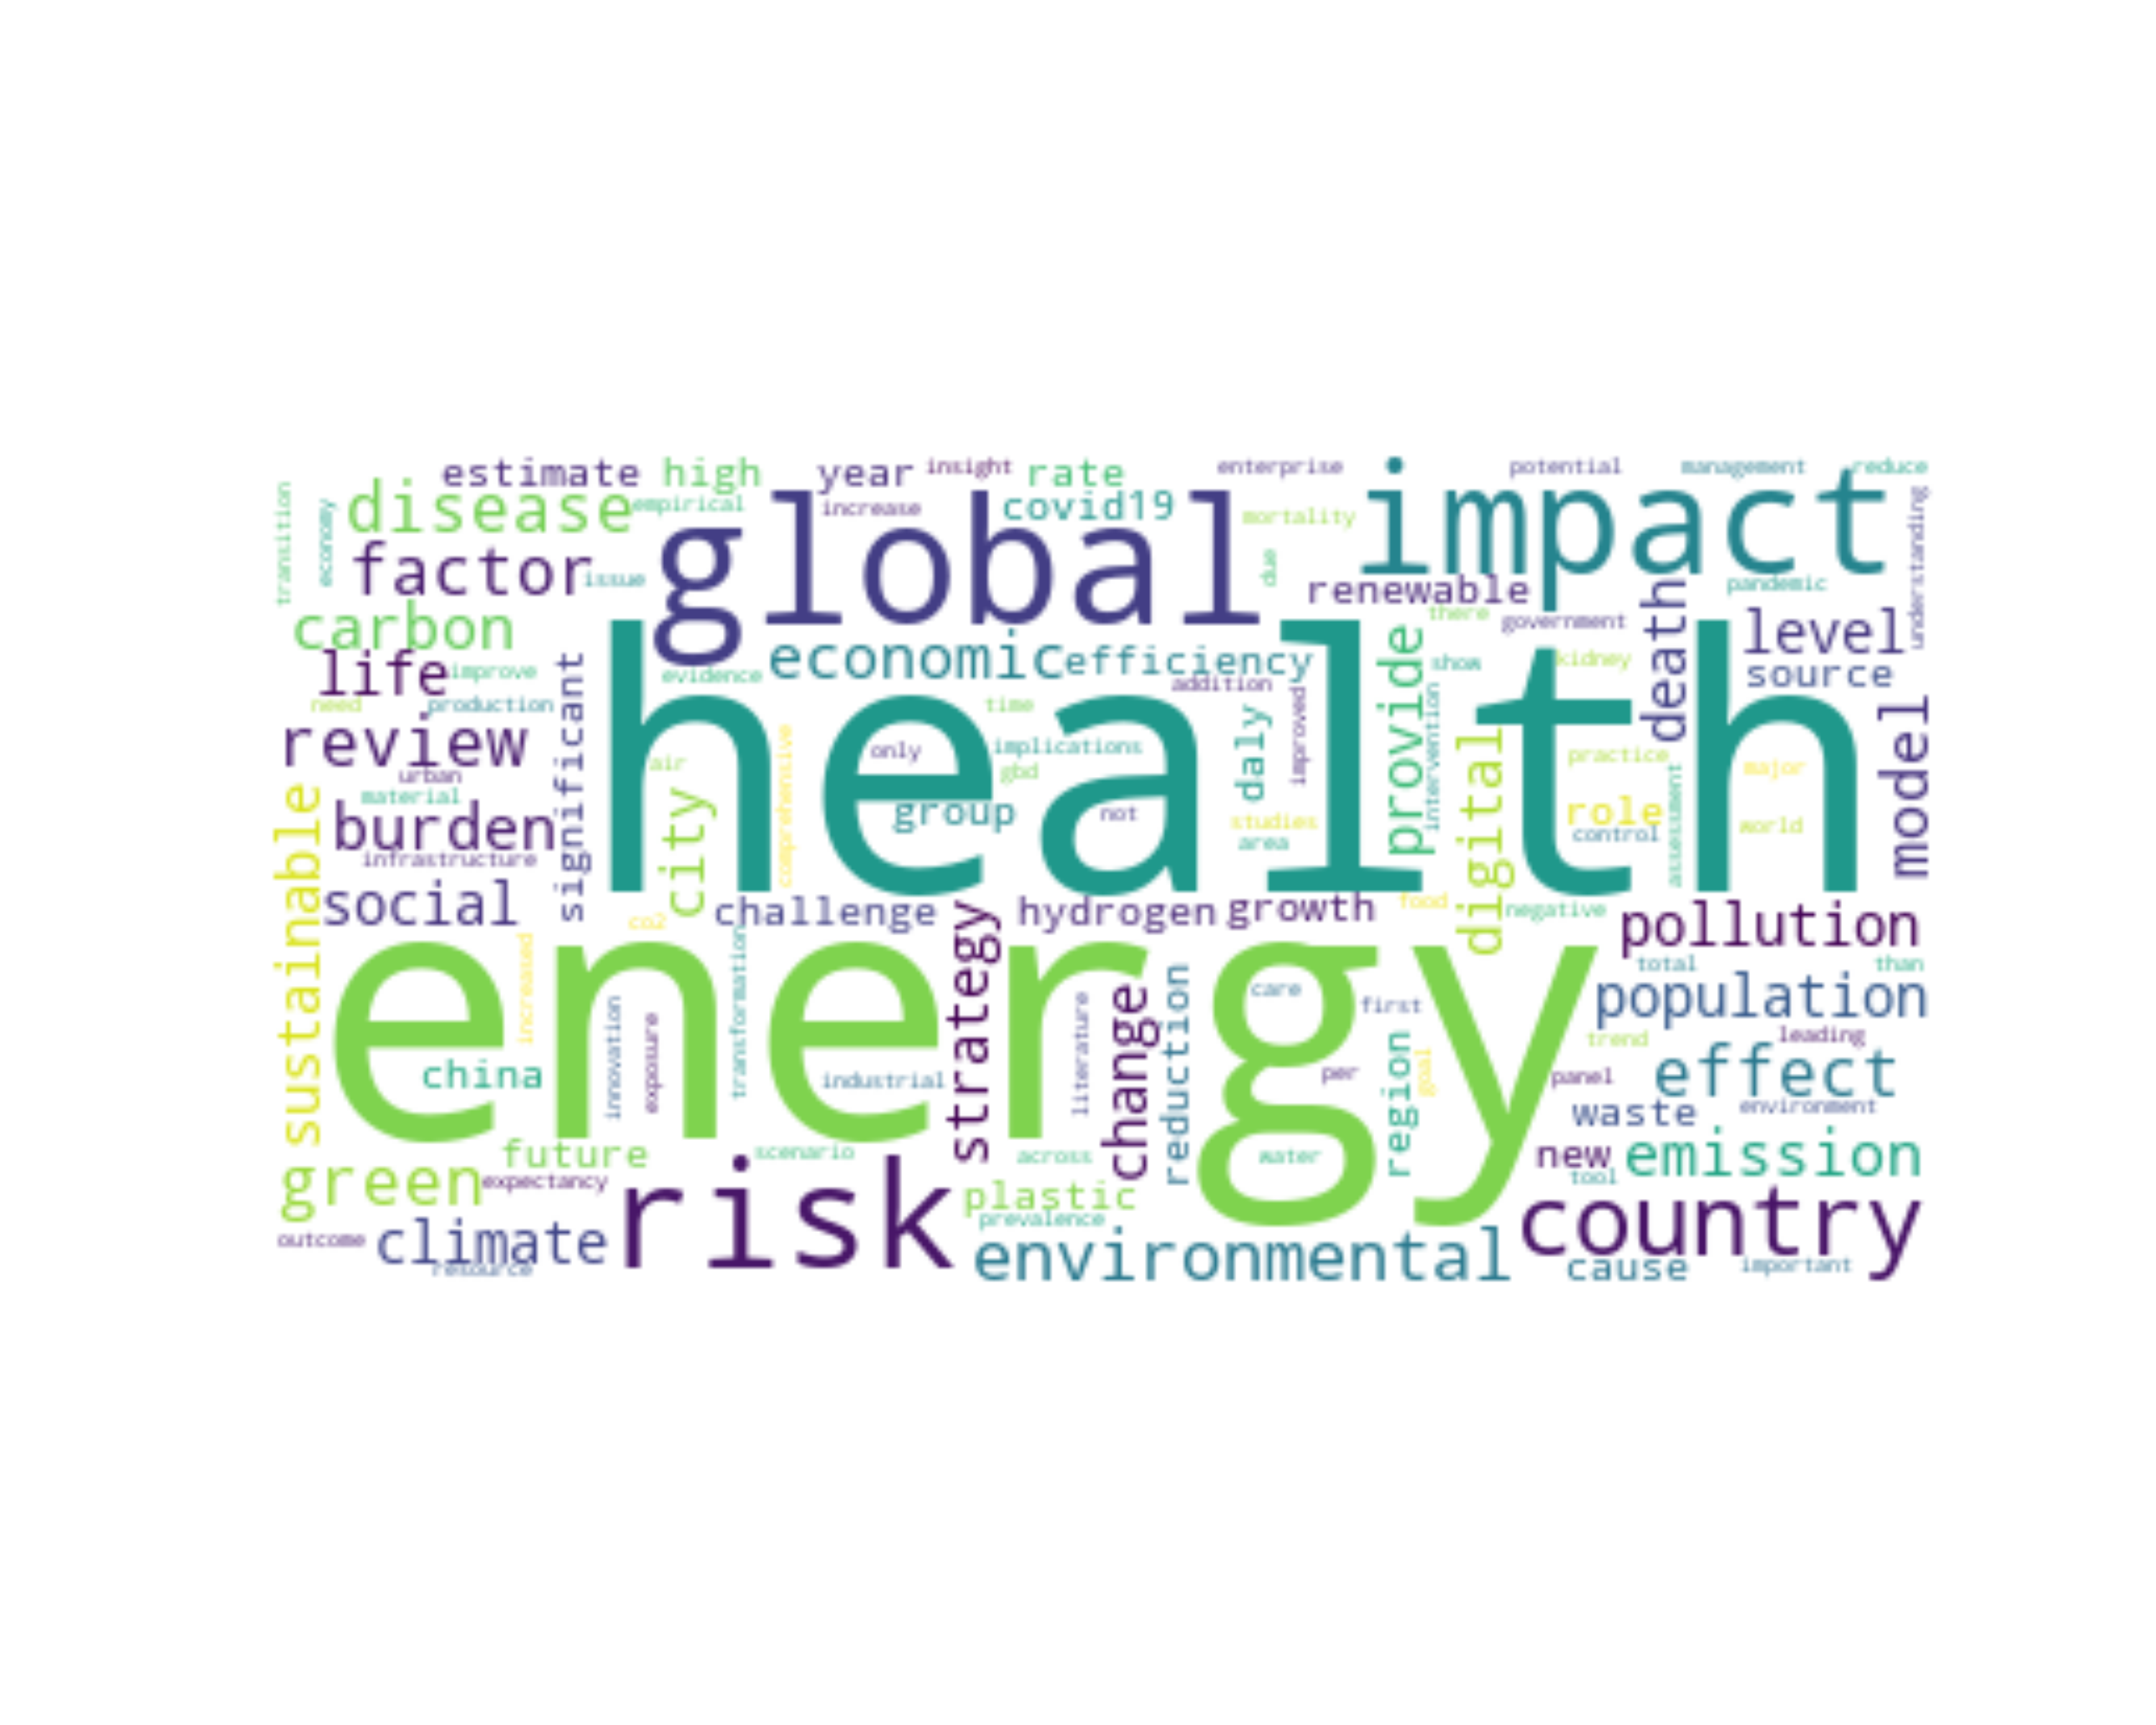 estimate high year insight rate enterprise potential management reduce
disease empirical global increase covid19 mortality impact
transition economy factor issue due renewable pandemic understanding
carbon there government death level
life improve significant evidence economic efficiency addition provide show kidney source
need production health time improved intervention model
review urban air only implications gbd daly digital practice major
material city comprehensive group not studies area role control assessment world
sustainable burden infrastructure
social co2 challenge strategy hydrogen growth food negative pollution
energy increased transformation reduction care first total than population
china innovation exposure industrial literature change per region goal panel trend leading effect
waste environment
green future expectancy scenario across water new tool emission
risk plastic prevalence country
outcome climate resource environmental cause important